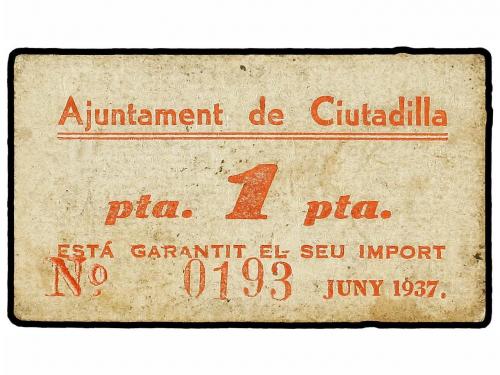 Ajuntament de Ciutadilla
pta. 1 pta.
ESTÁ GARANTIT EL SEU IMPORT
Nº 0193 JUNY 1937.